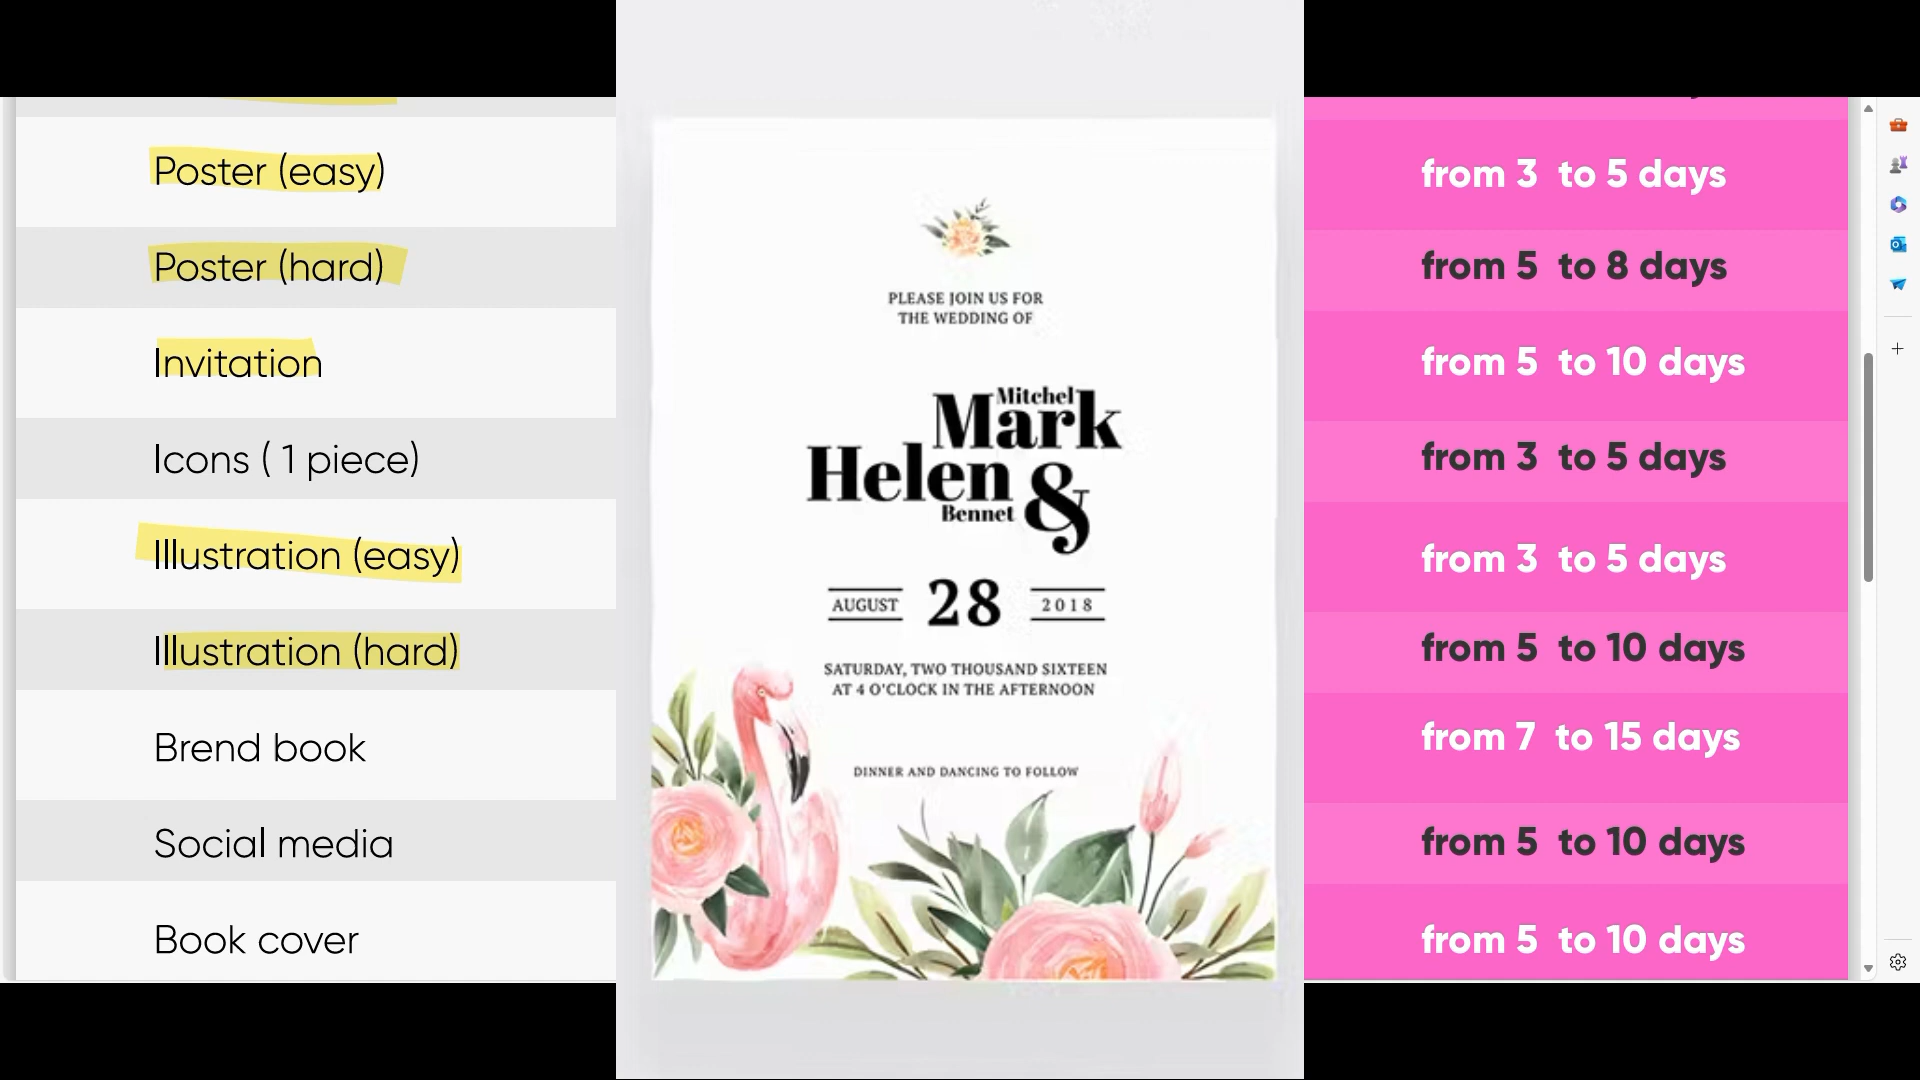 Poster (easy)
Poster (hard)
Invitation
Icons ( 1 piece)
Illustration (easy)
Illustration (hard)
Brend book
Social media
Book cover
PLEASE JOIN US FOR
THE WEDDING OF
Mitchel
Mark
Helen &
Bennet
AUGUST 28 2018
SATURDAY, TWO THOUSAND SIXTEEN
AT 4 O'CLOCK IN THE AFTERNOON
DINNER AND DANCING TO FOLLOW
from 3 to 5 days
from 5 to 8 days
from 5 to 10 days
from 3 to 5 days
from 3 to 5 days
from 5 to 10 days
from 7 to 15 days
from 5 to 10 days
from 5 to 10 days